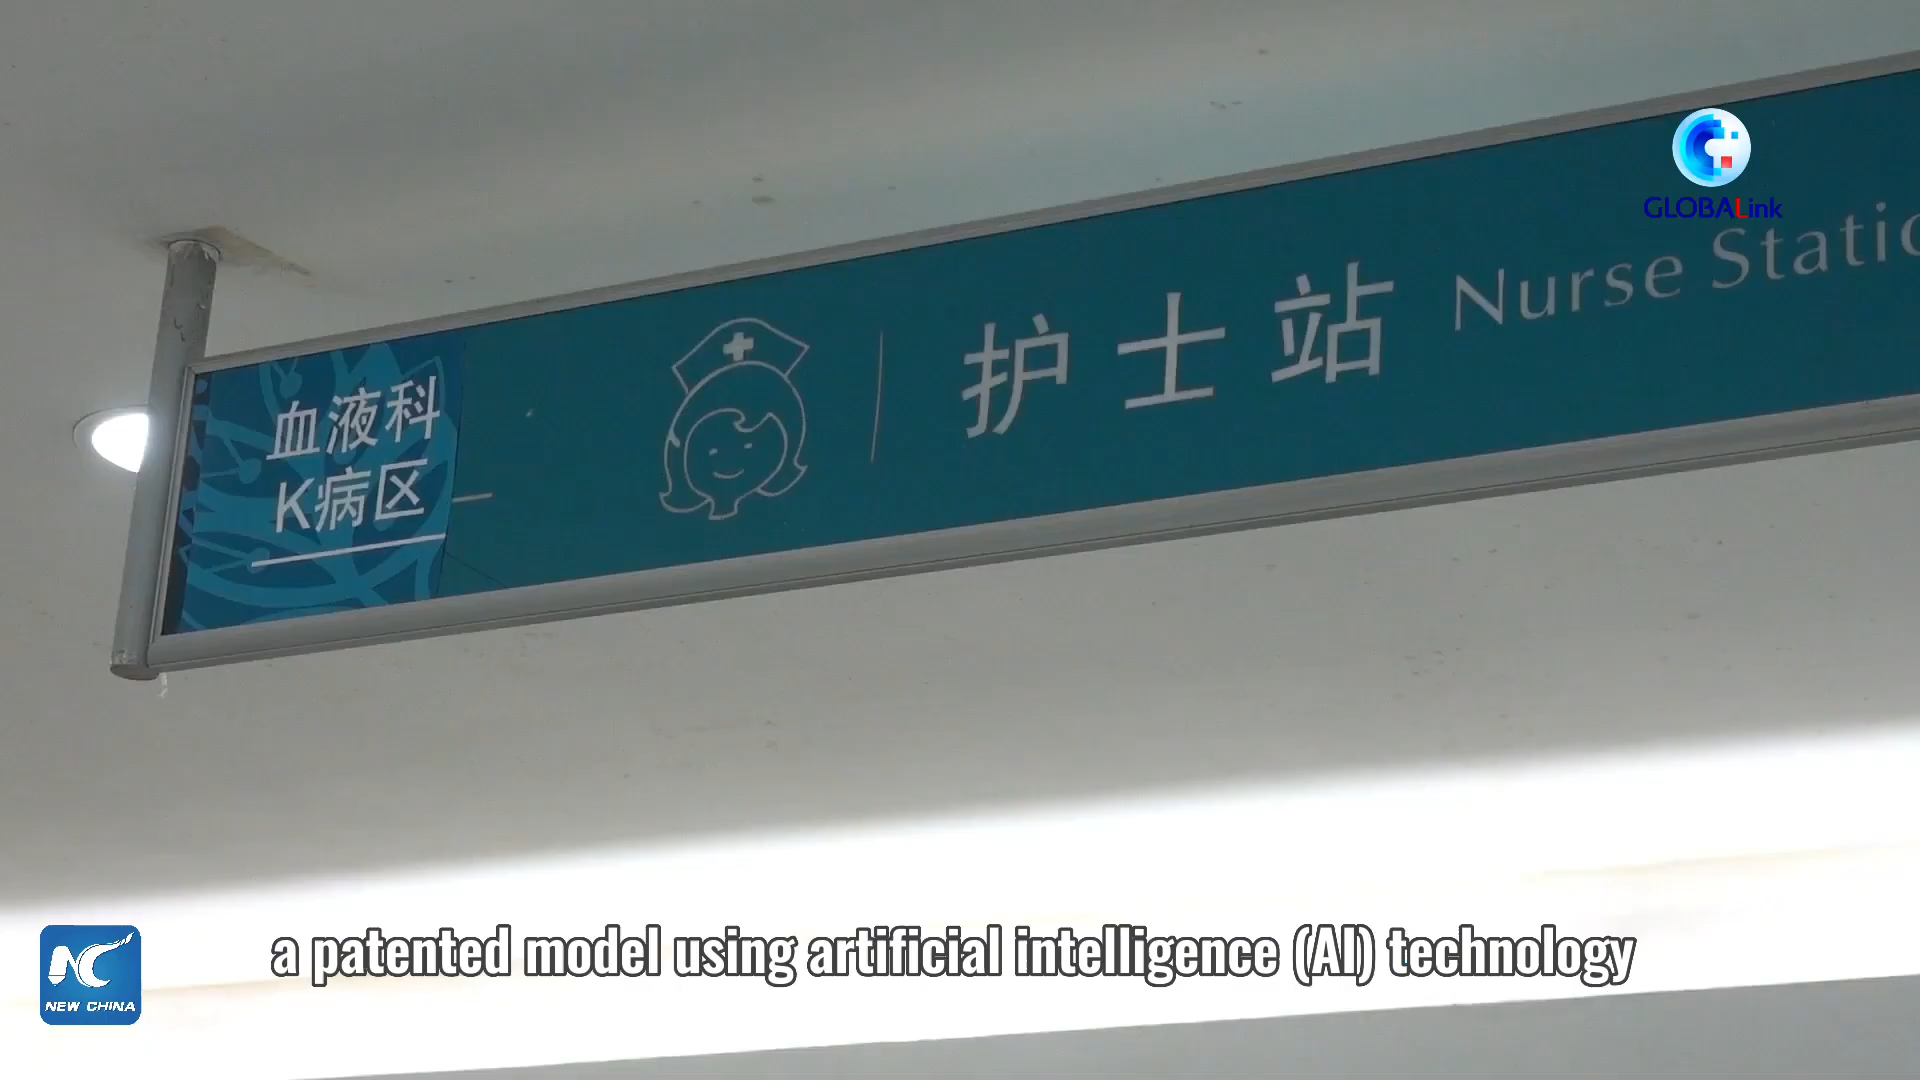 GLOBALink
血液科
K病区
护士站 Nurse Statio
a patented model using artificial intelligence (AI) technology
NEW CHINA